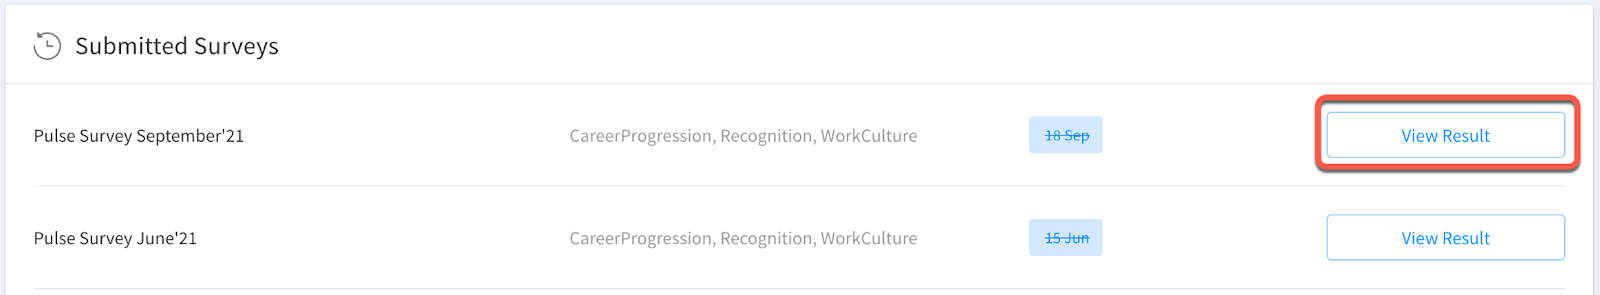 Submitted Surveys
Pulse Survey September'21 CareerProgression, Recognition, WorkCulture 18 Sep View Result
Pulse Survey June'21 CareerProgression, Recognition, WorkCulture 15 Jun View Result